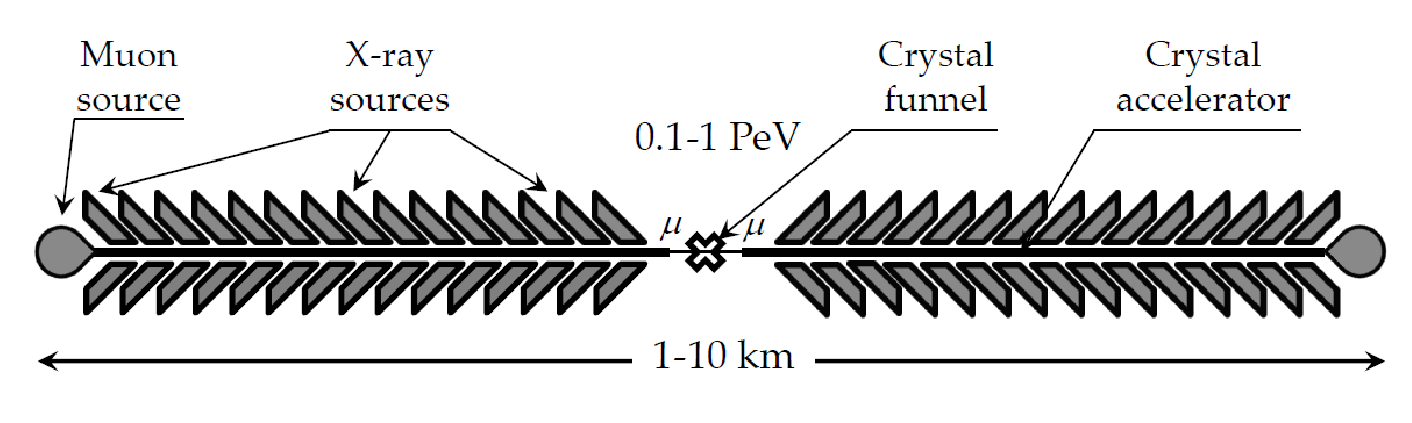 Muon
source
X-ray
sources
Crystal
funnel
Crystal
accelerator
0.1-1 PeV
μ
μ
1-10 km